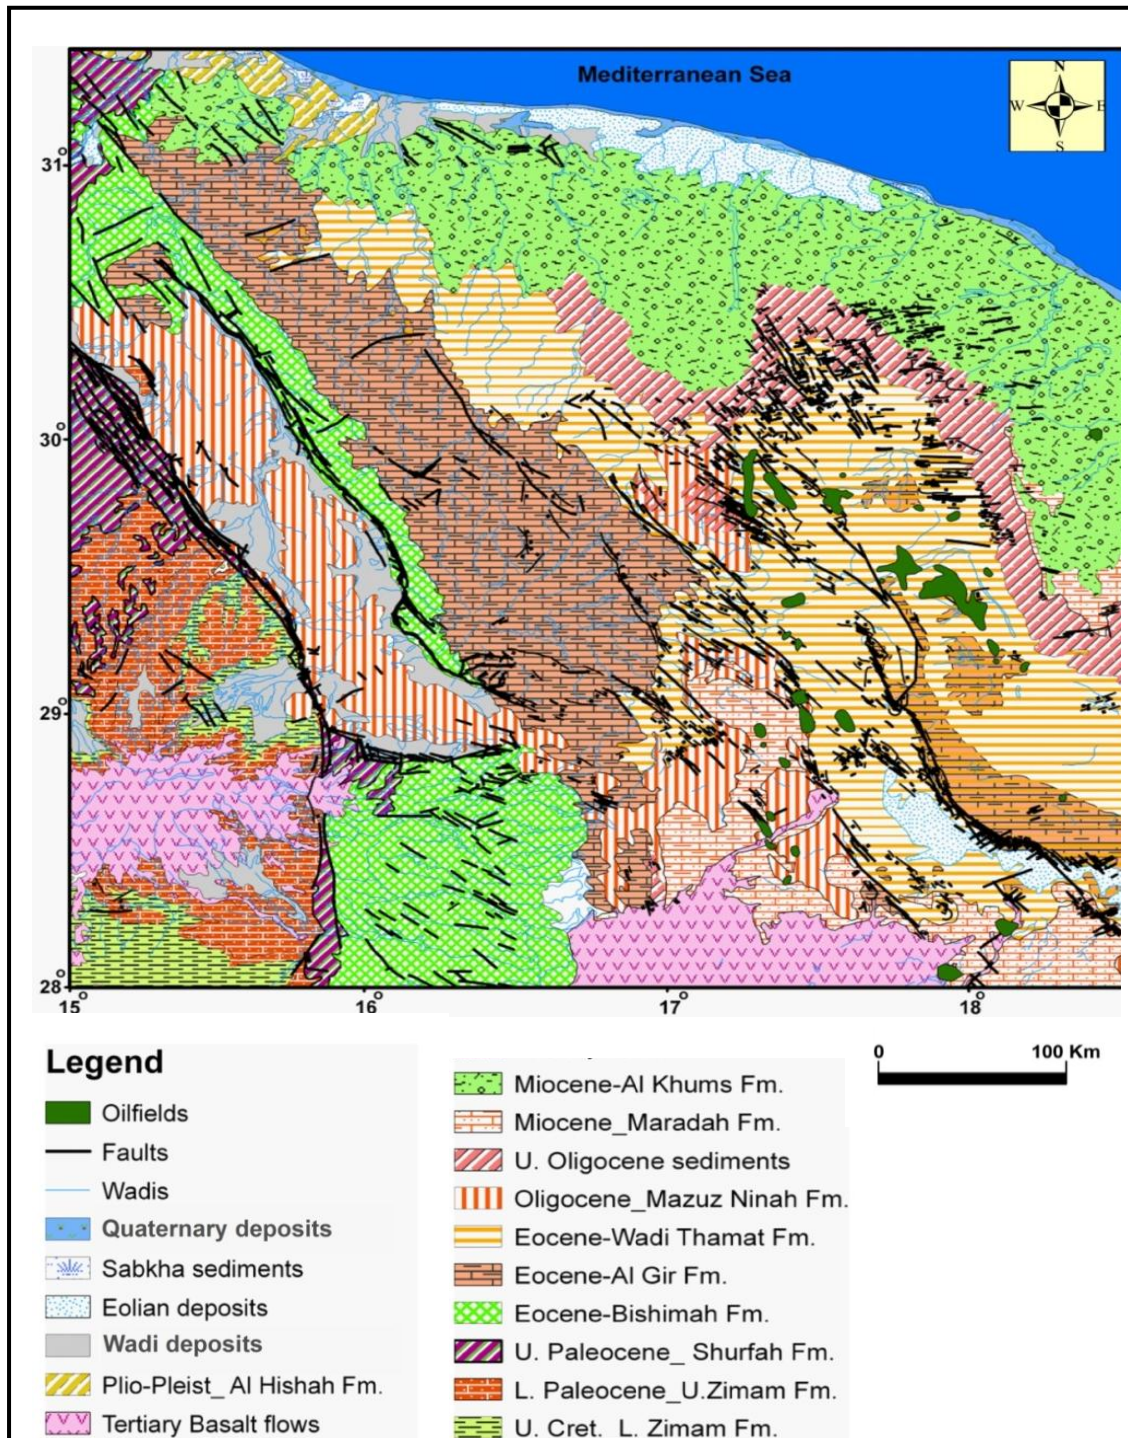 Mediterranean Sea
N
W E
S
31°
30°
29°
28°
15° 16° 17° 18°
Legend
Oilfields
Faults
Wadis
Quaternary deposits
Sabkha sediments
Eolian deposits
Wadi deposits
Plio-Pleist_ Al Hishah Fm.
Tertiary Basalt flows
Miocene-Al Khums Fm.
Miocene_Maradah Fm.
U. Oligocene sediments
Oligocene_Mazuz Ninah Fm.
Eocene-Wadi Thamat Fm.
Eocene-Al Gir Fm.
Eocene-Bishimah Fm.
U. Paleocene_ Shurfah Fm.
L. Paleocene_U.Zimam Fm.
U. Cret. L. Zimam Fm.
0 100 Km